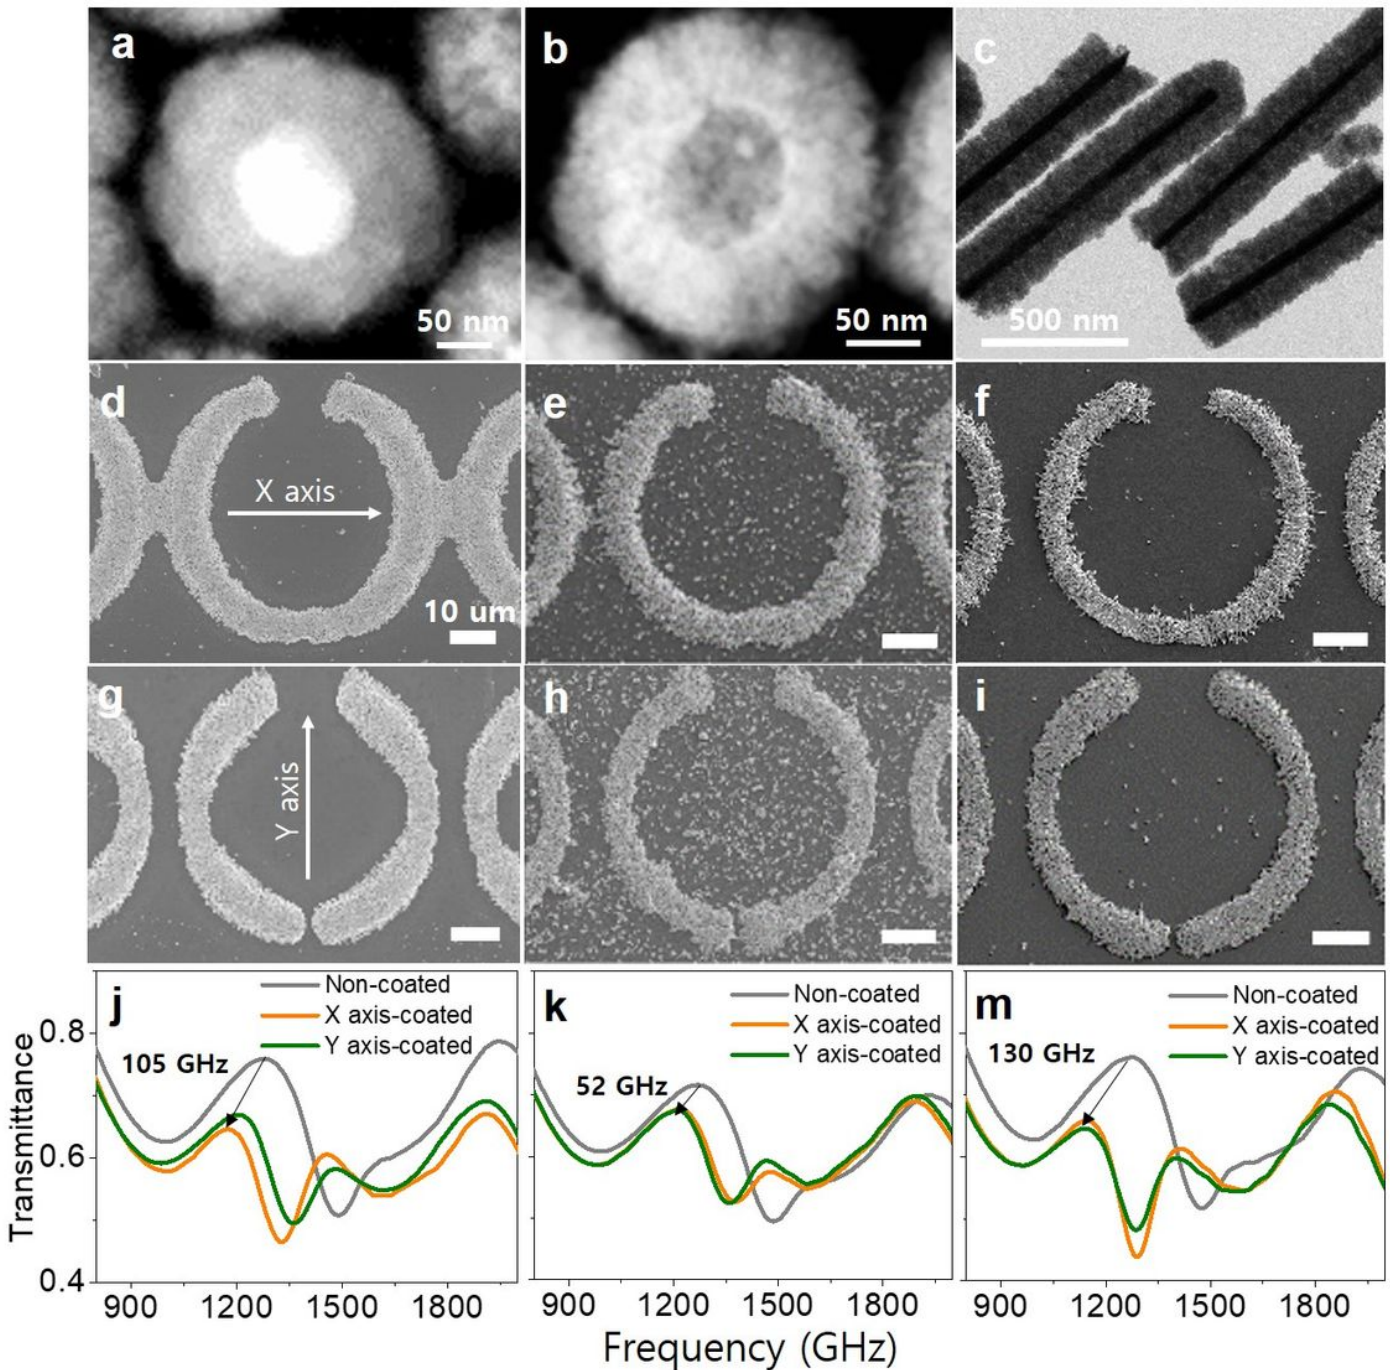 a
b
c
50 nm
50 nm
500 nm
d
e
f
X axis
10 um
g
h
i
Y axis
j
Non-coated
X axis-coated
Y axis-coated
105 GHz
k
Non-coated
X axis-coated
Y axis-coated
52 GHz
m
Non-coated
X axis-coated
Y axis-coated
130 GHz
Transmittance
0.8
0.6
0.4
900 1200 1500 1800
900 1200 1500 1800
900 1200 1500 1800
Frequency (GHz)